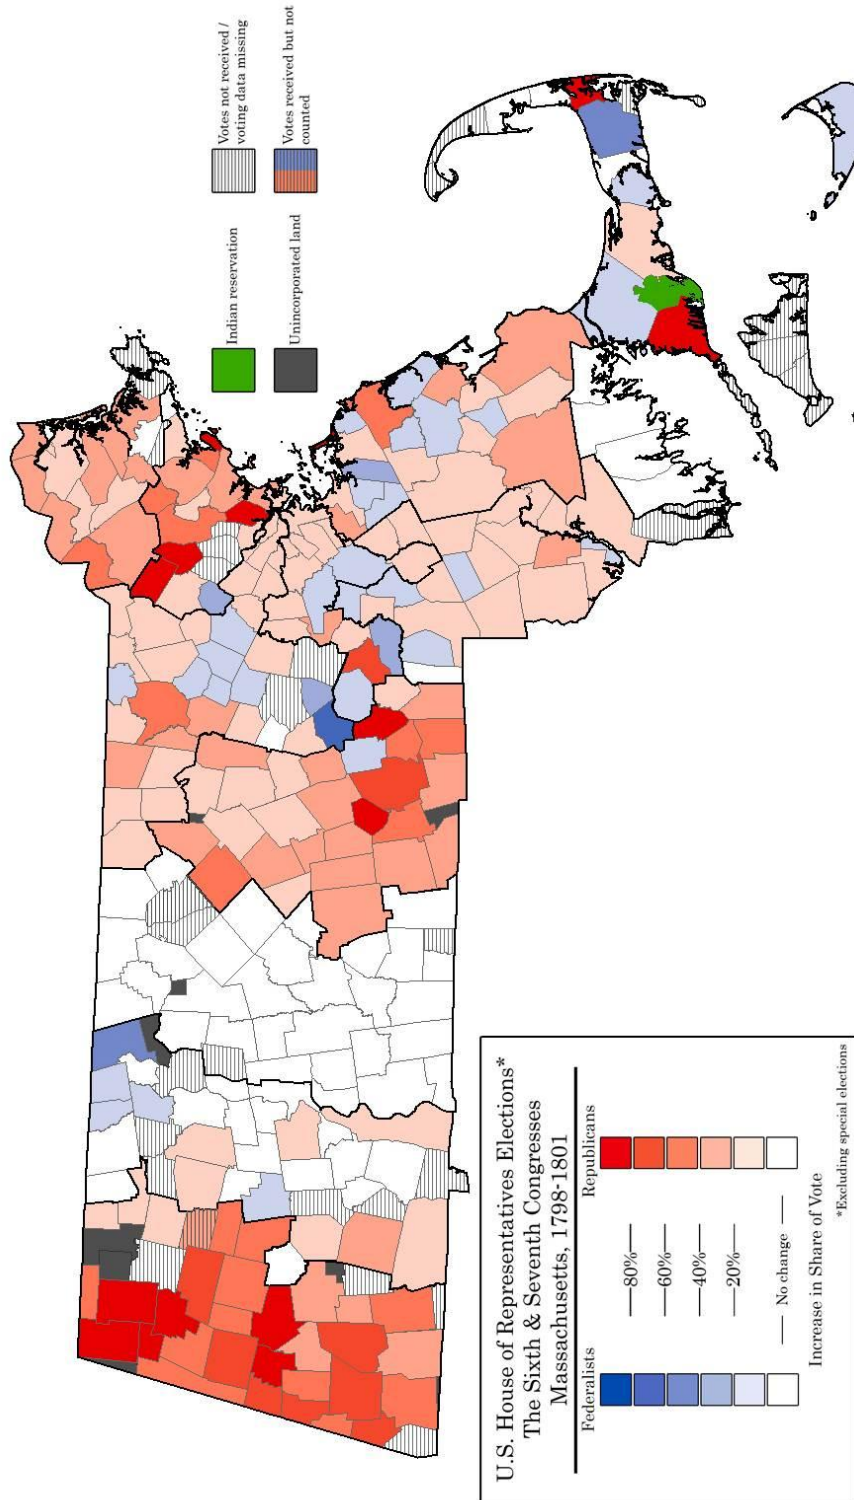 Indian reservation
Unincorporated land
Votes not received /
voting data missing
Votes received but not
counted
U.S. House of Representatives Elections*
The Sixth & Seventh Congresses
Massachusetts, 1798-1801
Federalists
Republicans
80%
60%
40%
20%
No change
Increase in Share of Vote
*Excluding special elections